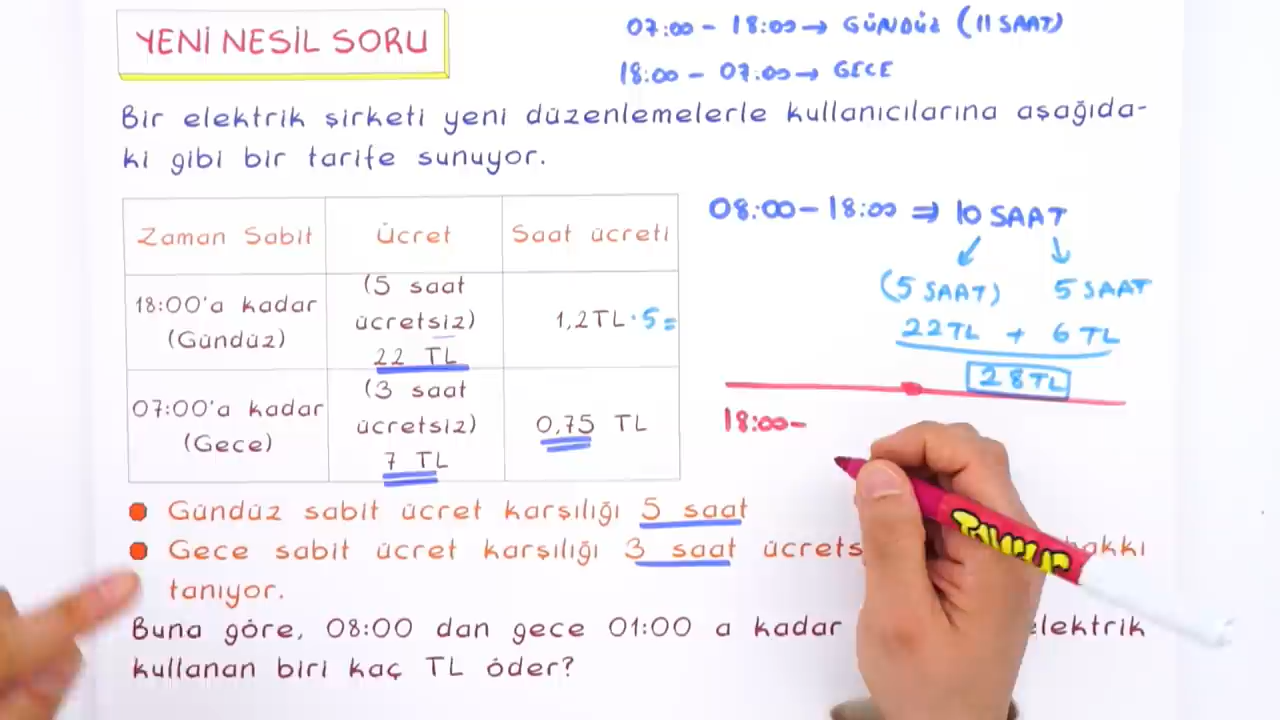 YENİ NESİL SORU
07:00 - 18:00 → GÜNDÜZ (11 SAAT)
18:00 - 07.00 → GECE
Bir elektrik şirketi yeni düzenlemelerle kullanıcılarına aşağıda-
ki gibi bir tarife sunuyor.
Zaman Sabit Ücret Saat ücreti
18:00'a kadar (Gündüz)
(5 saat ücretsiz) 22 TL
1,2TL · 5 =
07:00'a kadar (Gece)
(3 saat ücretsiz) 7 TL
0,75 TL
08:00 - 18:00 ⇒ 10 SAAT
(5 SAAT) 5 SAAT
22TL + 6 TL
28TL
18:00-
Gündüz sabit ücret karşılığı 5 saat
Gece sabit ücret karşılığı 3 saat hakkı
tanıyor.
Buna göre, 08:00 dan gece 01:00 a kadar elektrik
kullanan biri kaç TL öder?